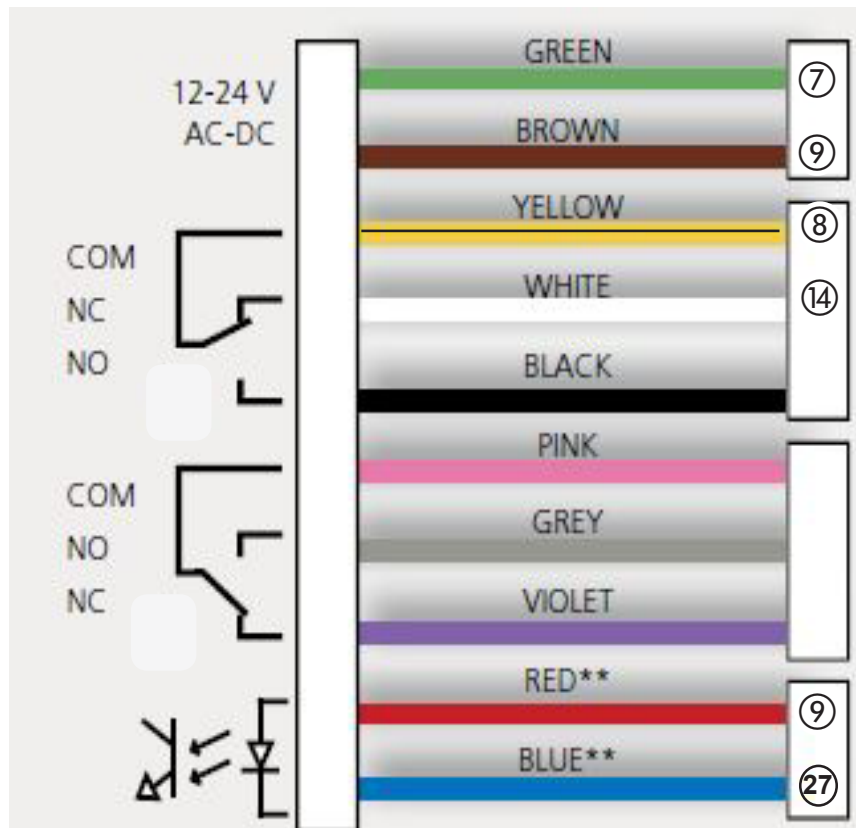 GREEN
⑦
12-24 V
AC-DC
BROWN
⑨
YELLOW
⑧
COM
WHITE
⑭
NC
NO
BLACK
PINK
COM
GREY
NO
NC
VIOLET
RED**
⑨
BLUE**
㉗